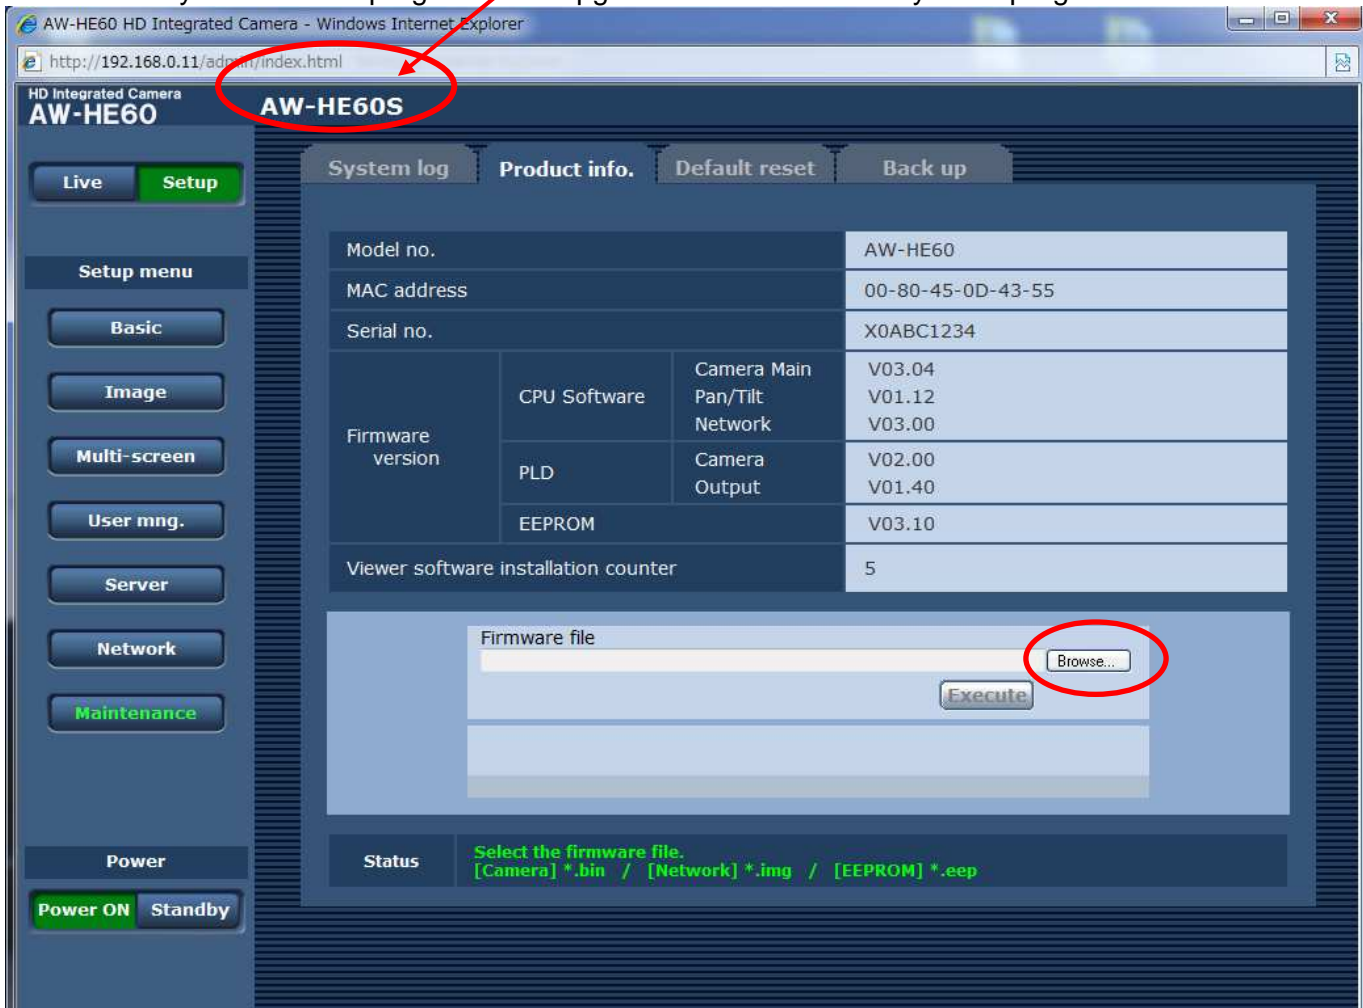 AW-HE60 HD Integrated Camera - Windows Internet Explorer
http://192.168.0.11/admin/index.html
HD Integrated Camera
AW-HE60
AW-HE60S
Live Setup
System log Product info. Default reset Back up
Setup menu
Basic
Image
Multi-screen
User mng.
Server
Network
Maintenance
Power
Power ON Standby
Model no. AW-HE60
MAC address 00-80-45-0D-43-55
Serial no. X0ABC1234
Firmware
version
CPU Software
Camera Main V03.04
Pan/Tilt V01.12
Network V03.00
PLD
Camera V02.00
Output V01.40
EEPROM V03.10
Viewer software installation counter 5
Firmware file
Browse...
Execute
Status
Select the firmware file.
[Camera] *.bin / [Network] *.img / [EEPROM] *.eep